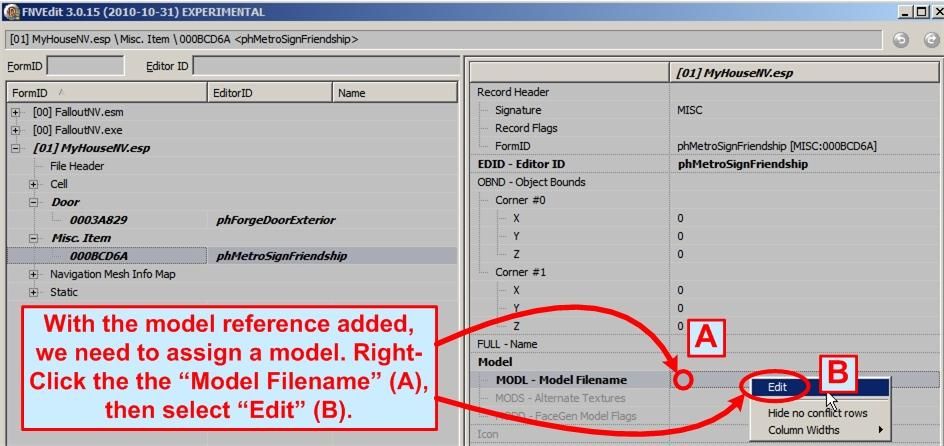 FNVEdit 3.0.15 (2010-10-31) EXPERIMENTAL
[01] MyHouseNV.esp \ Misc. Item \ 000BCD6A <phMetroSignFriendship>
FormID
Editor ID
FormID
EditorID
Name
[00] FalloutNV.esm
[00] FalloutNV.exe
[01] MyHouseNV.esp
File Header
Cell
Door
0003A829 phForgeDoorExterior
Misc. Item
000BCD6A phMetroSignFriendship
Navigation Mesh Info Map
Static
[01] MyHouseNV.esp
Record Header
Signature MISC
Record Flags
FormID phMetroSignFriendship [MISC:000BCD6A]
EDID - Editor ID phMetroSignFriendship
OBND - Object Bounds
Corner #0
X 0
Y 0
Z 0
Corner #1
X 0
Y 0
Z 0
FULL - Name
Model
MODL - Model Filename
MODS - Alternate Textures
MODD - FaceGen Model Flags
Icon
Edit
Hide no conflict rows
Column Widths
A
B
With the model reference added,
we need to assign a model. Right-
Click the the “Model Filename” (A),
then select “Edit” (B).